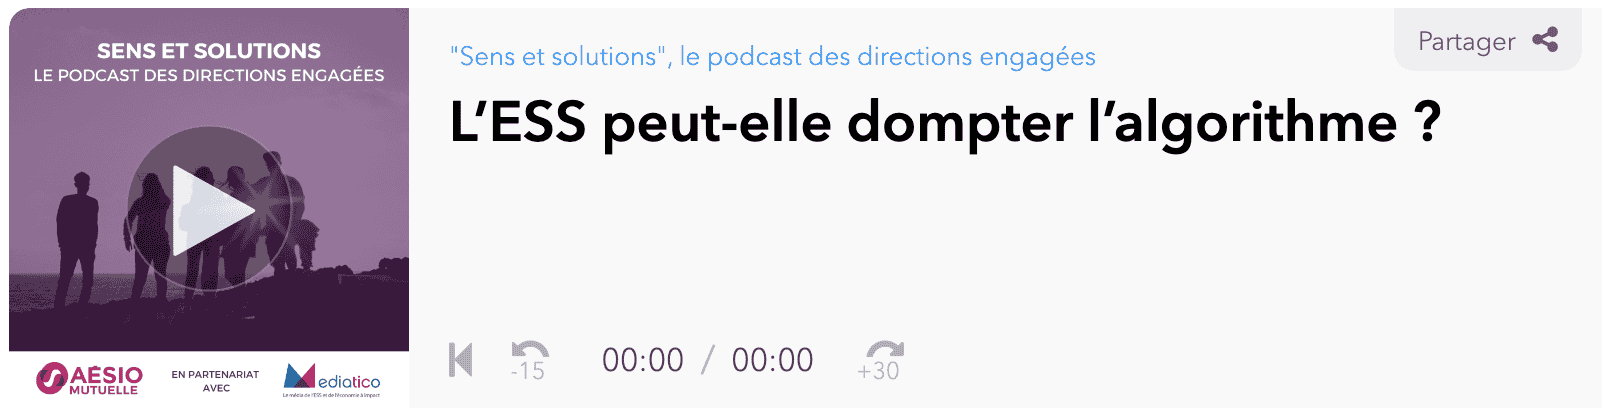 SENS ET SOLUTIONS
LE PODCAST DES DIRECTIONS ENGAGÉES
AÉSIO
MUTUELLE
EN PARTENARIAT
AVEC
Mediatico
Le média de l'ESS et de l'économie à impact
"Sens et solutions", le podcast des directions engagées
Partager
L’ESS peut-elle dompter l’algorithme ?
-15
00:00 / 00:00
+30